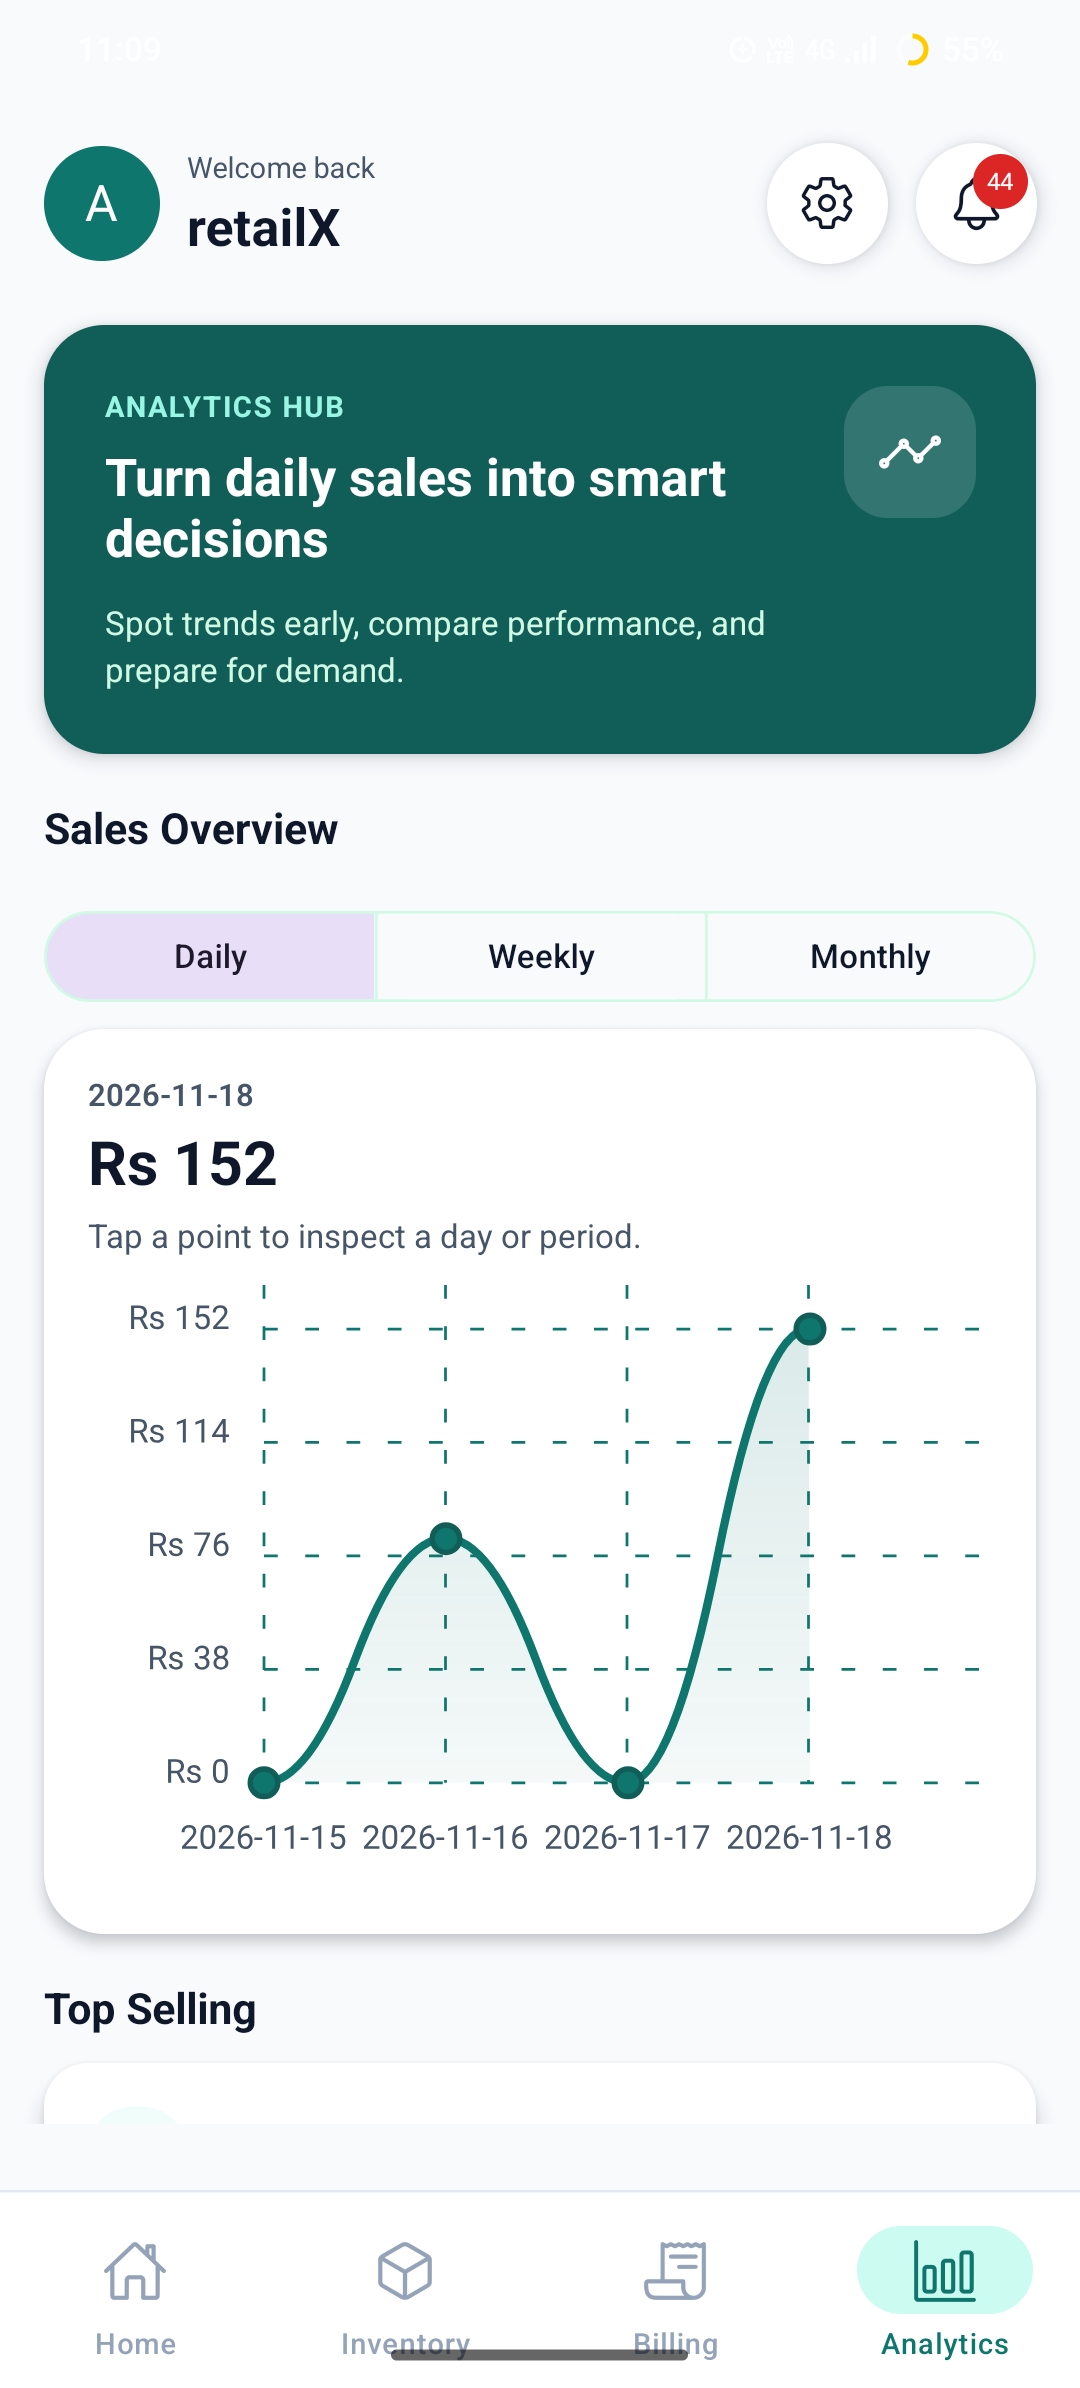 11:09
4G
55%
A
Welcome back
retailX
44
ANALYTICS HUB
Turn daily sales into smart
decisions
Spot trends early, compare performance, and
prepare for demand.
Sales Overview
Daily
Weekly
Monthly
2026-11-18
Rs 152
Tap a point to inspect a day or period.
Rs 152
Rs 114
Rs 76
Rs 38
Rs 0
2026-11-15 2026-11-16 2026-11-17 2026-11-18
Top Selling
Home
Inventory
Billing
Analytics